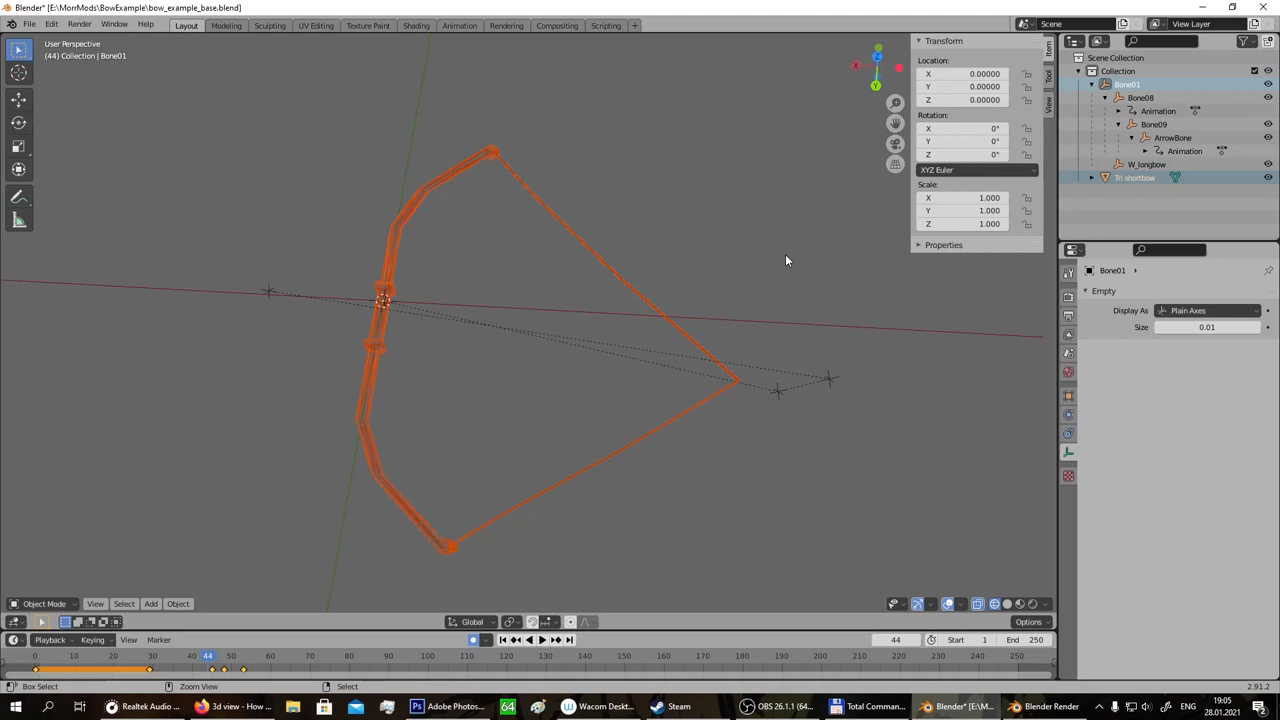 Blender* [E:\MorrMods\BowExample\bow_example_base.blend]
File Edit Render Window Help
Layout Modeling Sculpting UV Editing Texture Paint Shading Animation Rendering Compositing Scripting +
Scene
View Layer
User Perspective
(44) Collection | Bone01
X
Z
Y
Transform
Location:
X 0.00000
Y 0.00000
Z 0.00000
Rotation:
X 0°
Y 0°
Z 0°
XYZ Euler
Scale:
X 1.000
Y 1.000
Z 1.000
Properties
Item
Tool
View
Scene Collection
Collection
Bone01
Bone08
Animation
Bone09
ArrowBone
Animation
W_longbow
Tri shortbow
Bone01
Empty
Display As Plain Axes
Size 0.01
Object Mode View Select Add Object
Global
Options
Playback Keying View Marker
44 Start 1 End 250
0 10 20 30 40 44 50 60 70 80 90 100 110 120 130 140 150 160 170 180 190 200 210 220 230 240 250
Box Select Zoom View Select 2.91.2
Realtek Audio ... 3d view - How ... Adobe Photos... 64 Wacom Deskt... Steam OBS 26.1.1 (64... Total Comman... Blender* [E:\M... Blender Render
19:05
28.01.2021